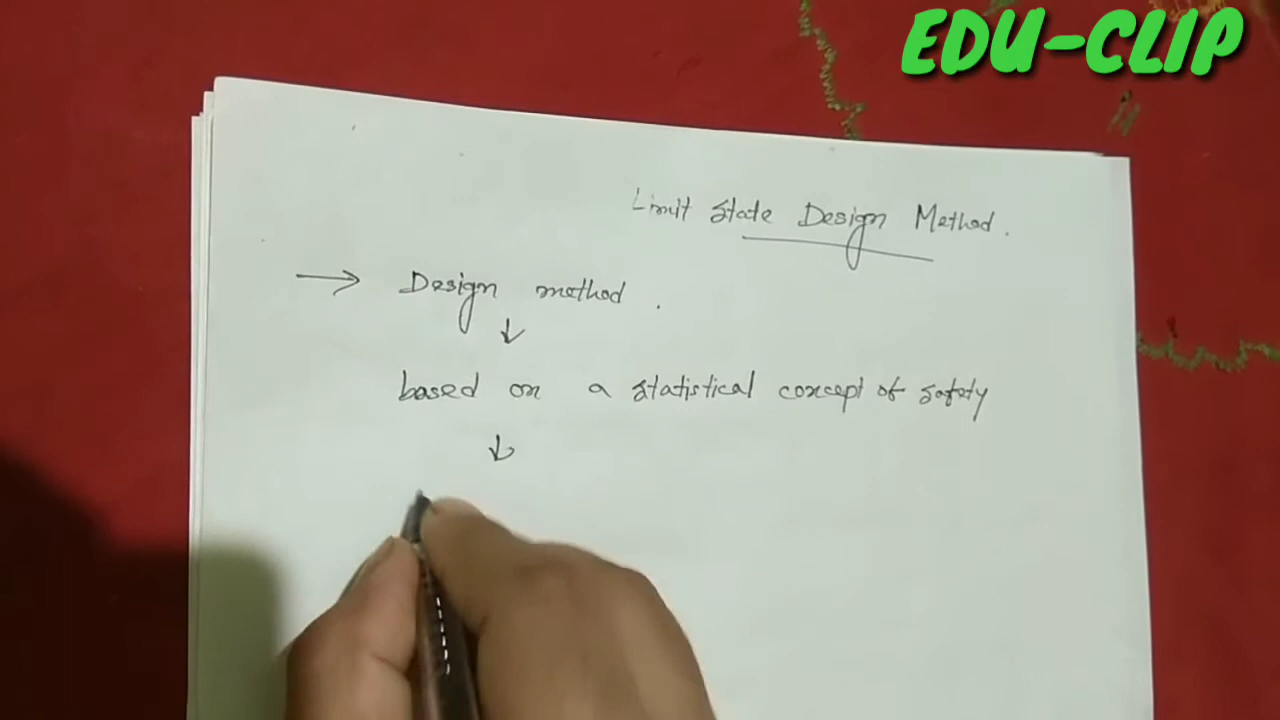 EDU-CLIP
Limit State Design Method.
→ Design method.
↓
based on a statistical concept of safety
↓